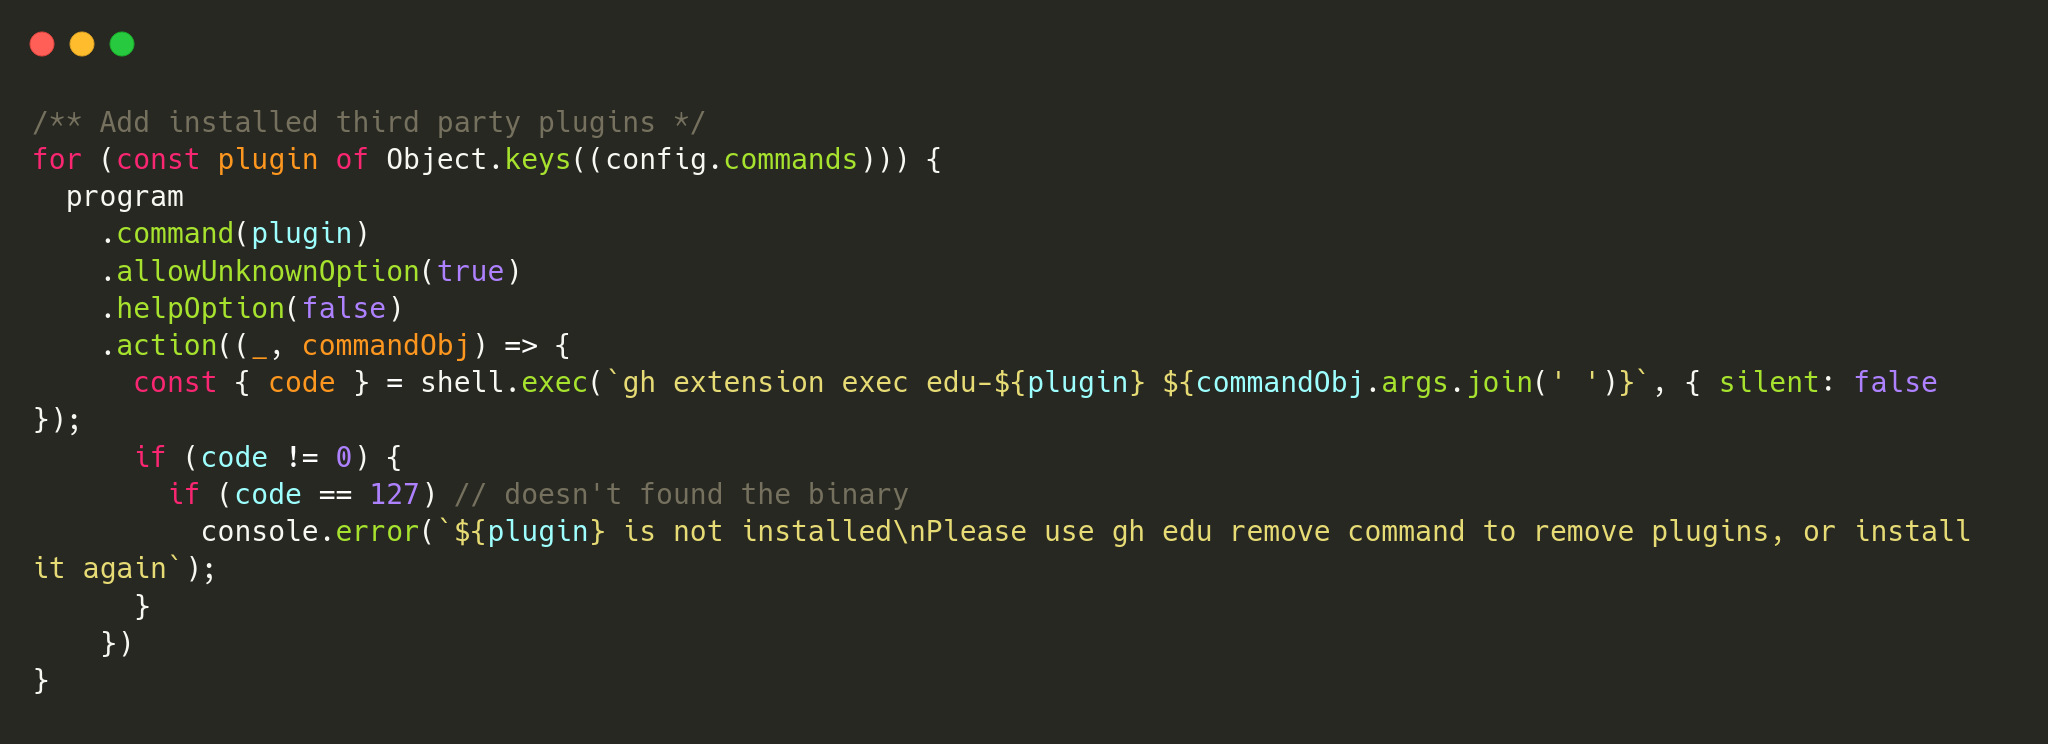 /** Add installed third party plugins */
for (const plugin of Object.keys((config.commands))) {
  program
    .command(plugin)
    .allowUnknownOption(true)
    .helpOption(false)
    .action((_, commandObj) => {
      const { code } = shell.exec(`gh extension exec edu-${plugin} ${commandObj.args.join(' ')}`, { silent: false
});
      if (code != 0) {
        if (code == 127) // doesn't found the binary
          console.error(`${plugin} is not installed\nPlease use gh edu remove command to remove plugins, or install
it again`);
      }
    })
}